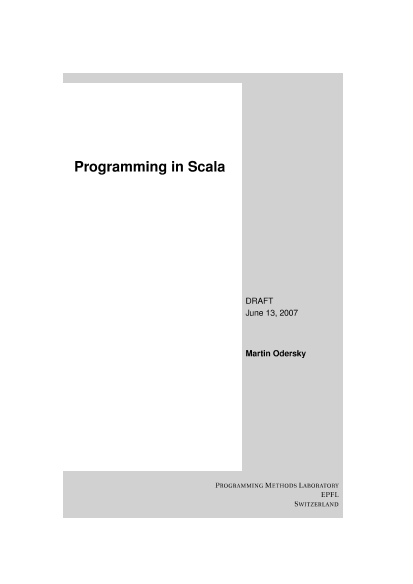 Programming in Scala
DRAFT
June 13, 2007
Martin Odersky
PROGRAMMING METHODS LABORATORY
EPFL
SWITZERLAND